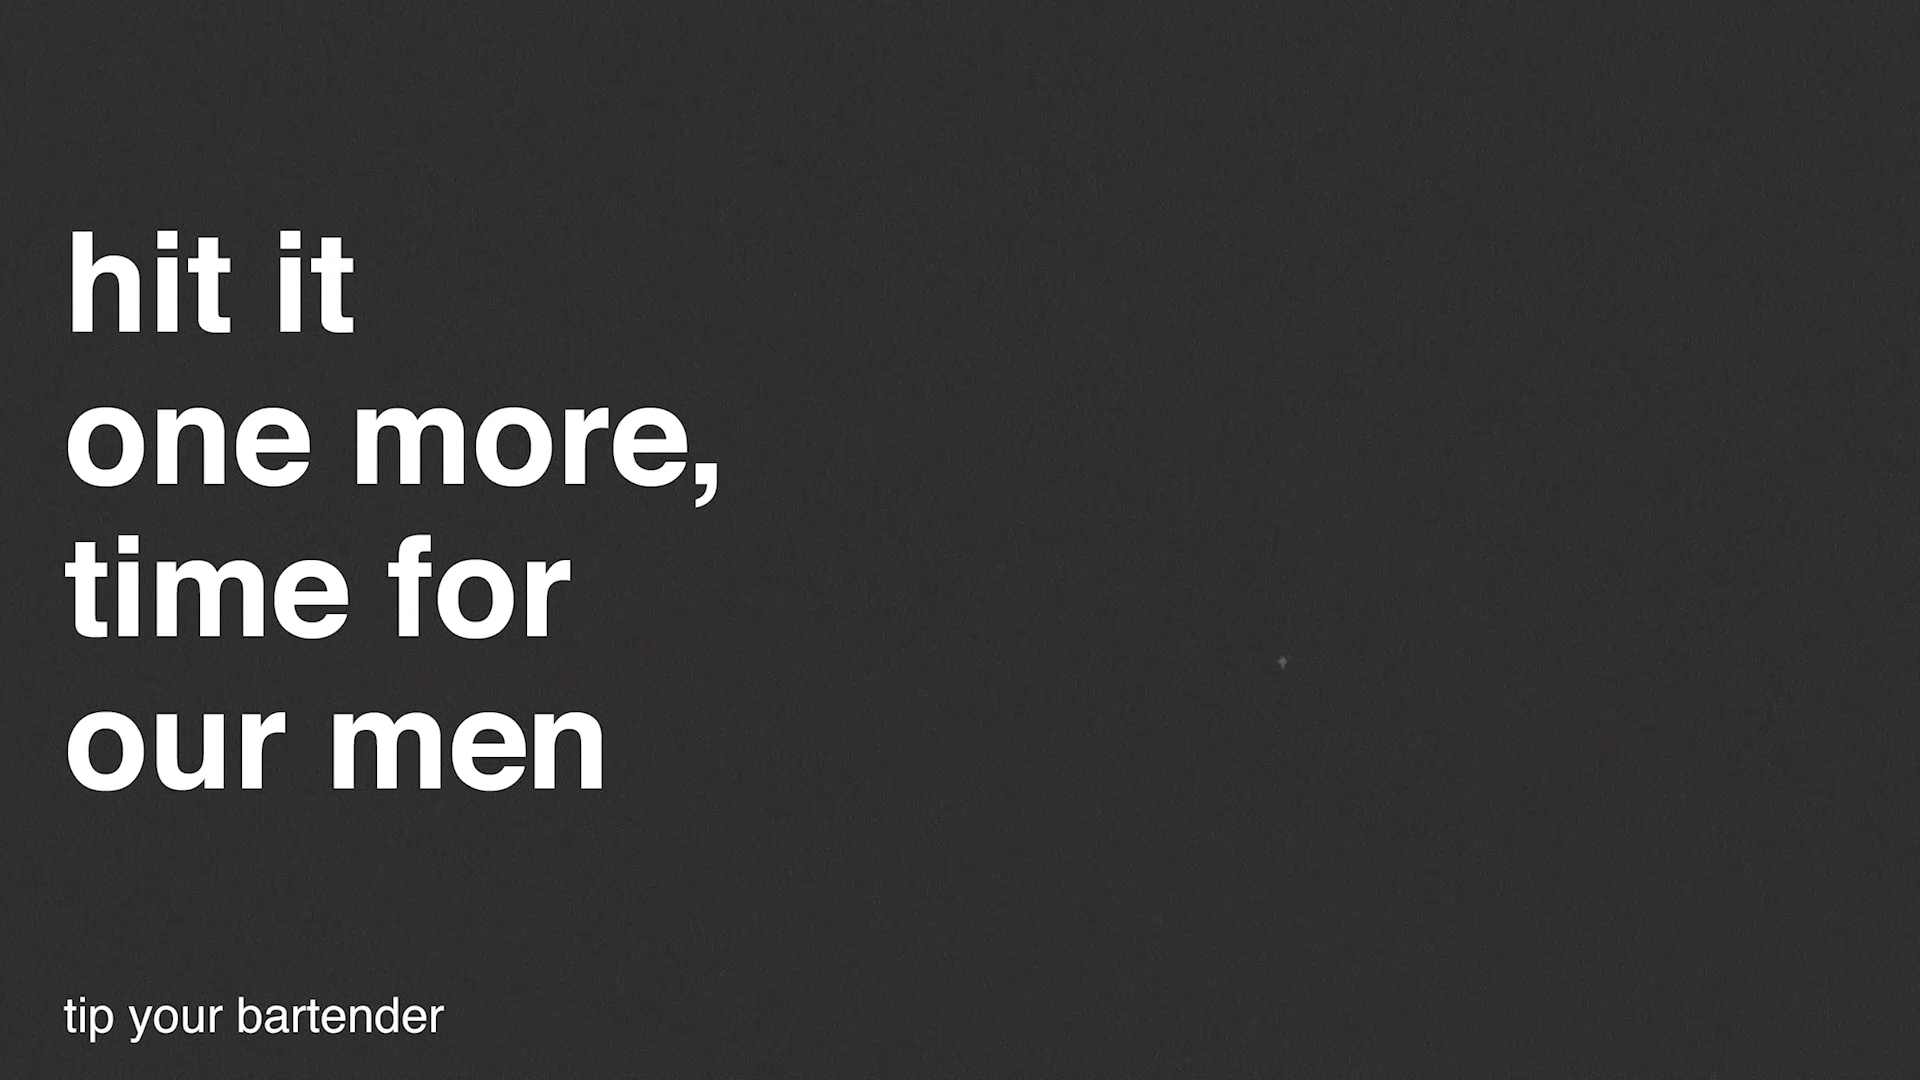 hit it
one more,
time for
our men
tip your bartender